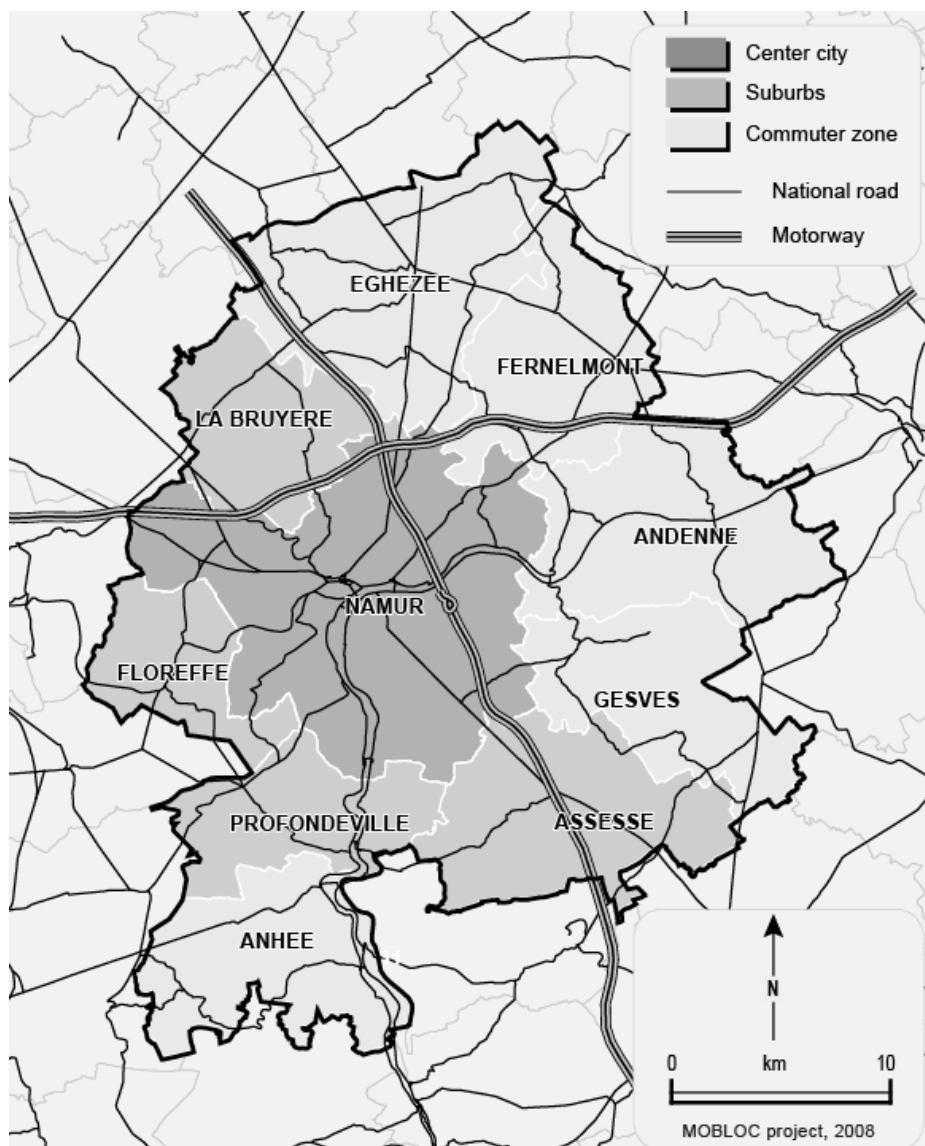 Center city
Suburbs
Commuter zone
National road
Motorway
EGHEZEE
FERNELMONT
LA BRUYERE
ANDENNE
NAMUR
FLOREFFE
GESVES
PROFONDEVILLE
ASSESSE
ANHEE
N
0 km 10
MOBLOC project, 2008